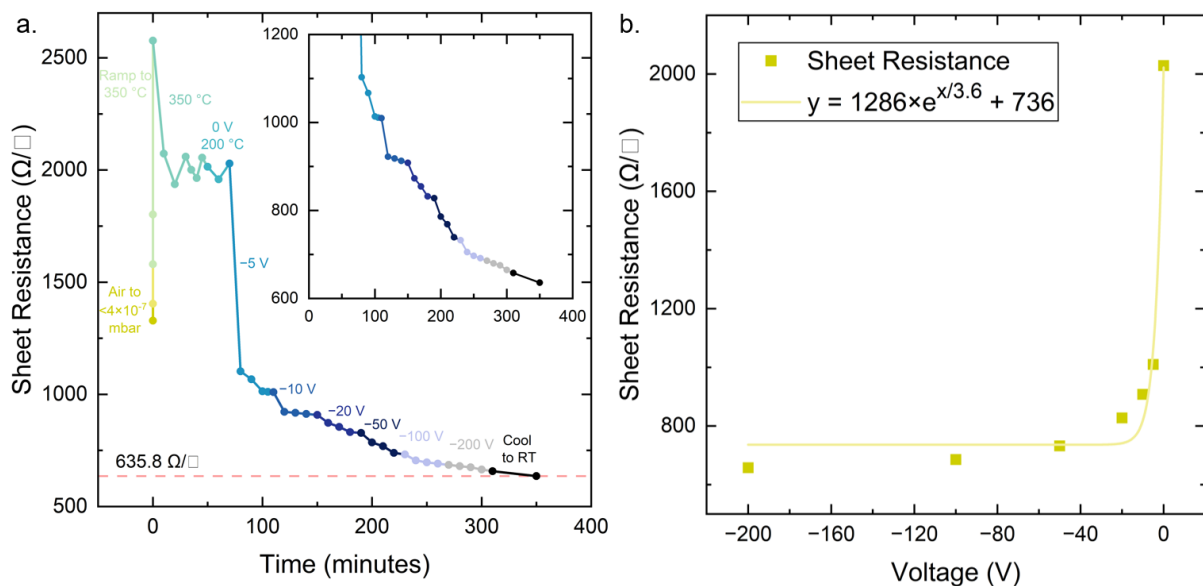 a.
2500
2000
1500
1000
500
Sheet Resistance (Ω/□)
Ramp to
350 °C
350 °C
0 V
200 °C
Air to
<4×10⁻⁷
mbar
−5 V
−10 V
−20 V
−50 V
−100 V
−200 V
Cool
to RT
635.8 Ω/□
0
100
200
300
400
Time (minutes)
1200
1000
800
600
0
100
200
300
400
b.
Sheet Resistance
y = 1286×e^x/3.6 + 736
2000
1600
1200
800
Sheet Resistance (Ω/□)
−200
−160
−120
−80
−40
0
Voltage (V)